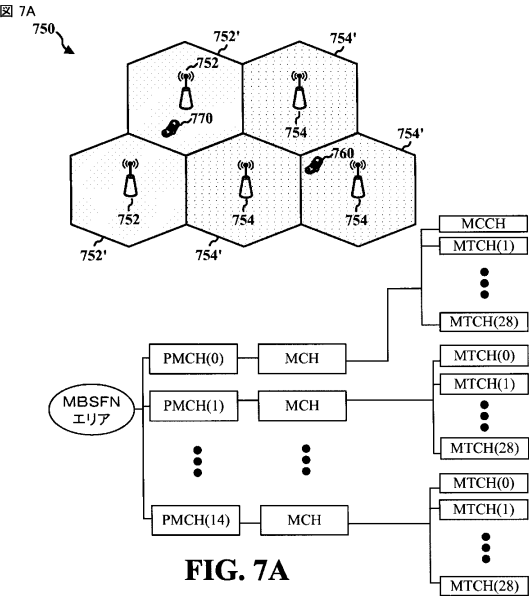 図 7A
750
752'
752
754'
770
754
754'
760
752
754
754
752'
754'
MCCH
MTCH(1)
MTCH(28)
PMCH(0)
MCH
MTCH(0)
MTCH(1)
MBSFN
エリア
PMCH(1)
MCH
MTCH(28)
MTCH(0)
MTCH(1)
PMCH(14)
MCH
MTCH(28)
FIG. 7A